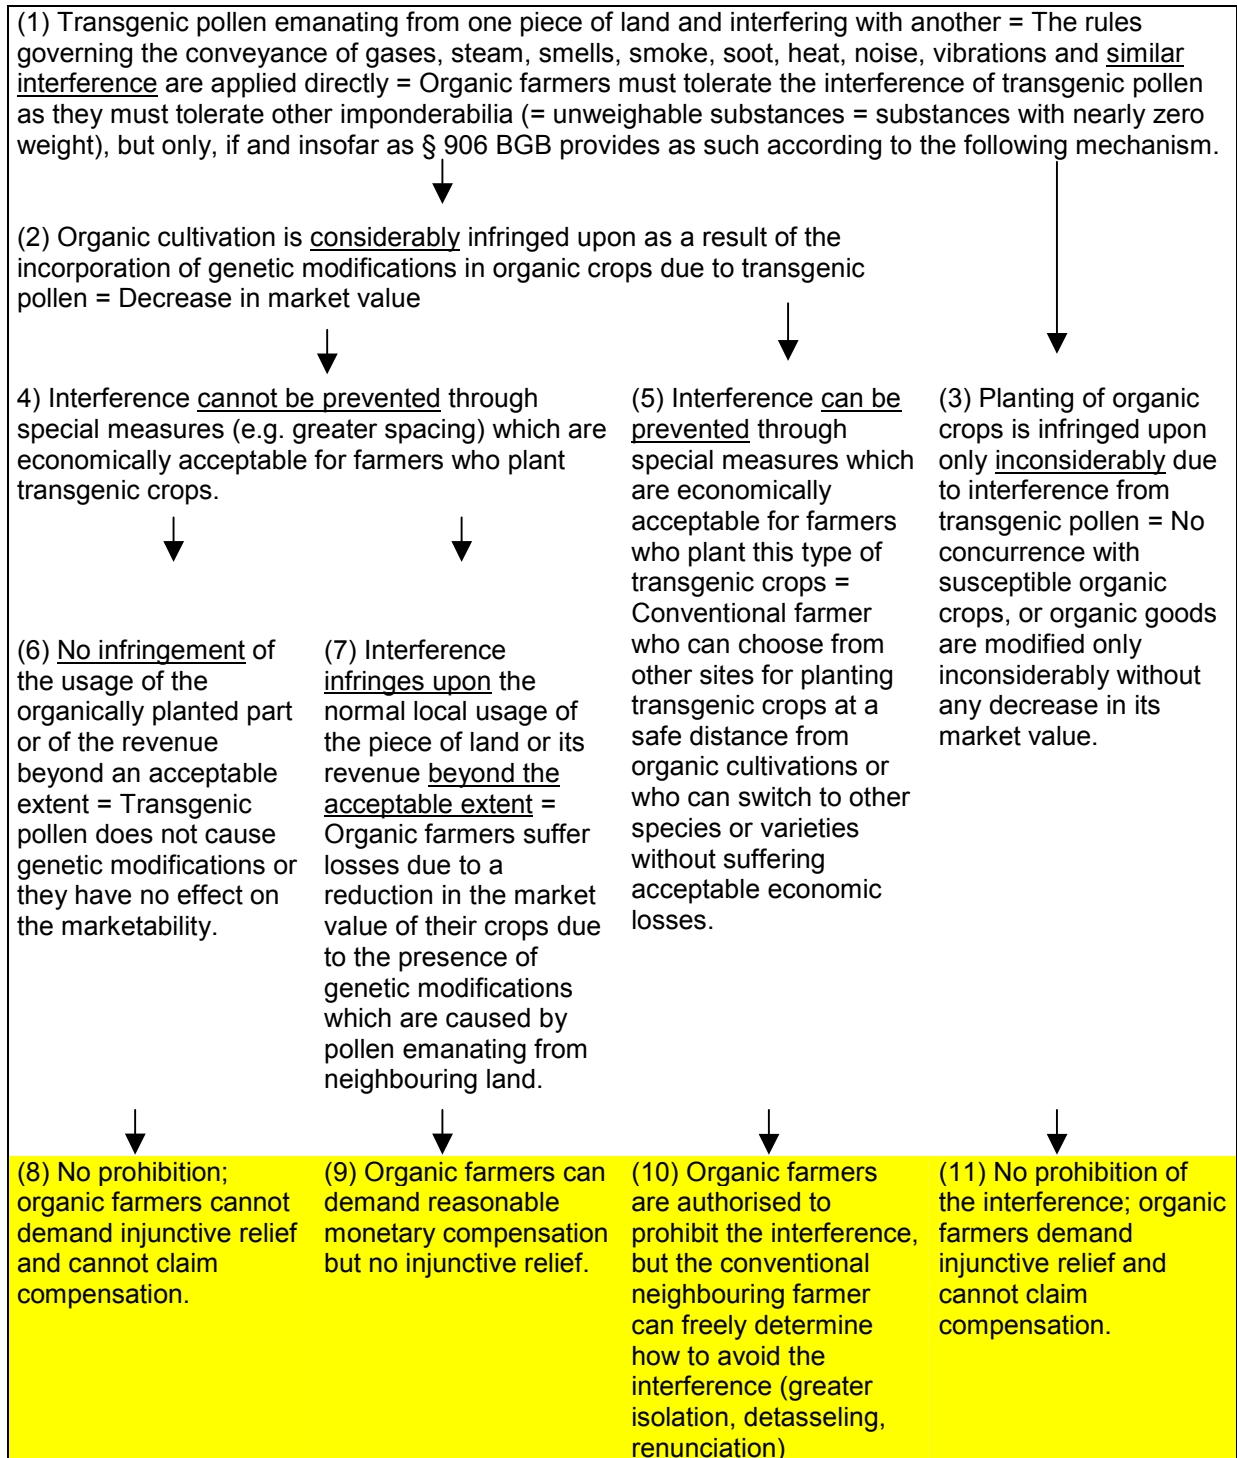 (1) Transgenic pollen emanating from one piece of land and interfering with another = The rules
governing the conveyance of gases, steam, smells, smoke, soot, heat, noise, vibrations and similar
interference are applied directly = Organic farmers must tolerate the interference of transgenic pollen
as they must tolerate other imponderabilia (= unweighable substances = substances with nearly zero
weight), but only, if and insofar as § 906 BGB provides as such according to the following mechanism.
(2) Organic cultivation is considerably infringed upon as a result of the
incorporation of genetic modifications in organic crops due to transgenic
pollen = Decrease in market value
4) Interference cannot be prevented through
special measures (e.g. greater spacing) which are
economically acceptable for farmers who plant
transgenic crops.
(5) Interference can be
prevented through
special measures which
are economically
acceptable for farmers
who plant this type of
transgenic crops =
Conventional farmer
who can choose from
other sites for planting
transgenic crops at a
safe distance from
organic cultivations or
who can switch to other
species or varieties
without suffering
acceptable economic
losses.
(3) Planting of organic
crops is infringed upon
only inconsiderably due
to interference from
transgenic pollen = No
concurrence with
susceptible organic
crops, or organic goods
are modified only
inconsiderably without
any decrease in its
market value.
(6) No infringement of
the usage of the
organically planted part
or of the revenue
beyond an acceptable
extent = Transgenic
pollen does not cause
genetic modifications or
they have no effect on
the marketability.
(7) Interference
infringes upon the
normal local usage of
the piece of land or its
revenue beyond the
acceptable extent =
Organic farmers suffer
losses due to a
reduction in the market
value of their crops due
to the presence of
genetic modifications
which are caused by
pollen emanating from
neighbouring land.
(8) No prohibition;
organic farmers cannot
demand injunctive relief
and cannot claim
compensation.
(9) Organic farmers can
demand reasonable
monetary compensation
but no injunctive relief.
(10) Organic farmers
are authorised to
prohibit the interference,
but the conventional
neighbouring farmer
can freely determine
how to avoid the
interference (greater
isolation, detasseling,
renunciation)
(11) No prohibition of
the interference; organic
farmers demand
injunctive relief and
cannot claim
compensation.